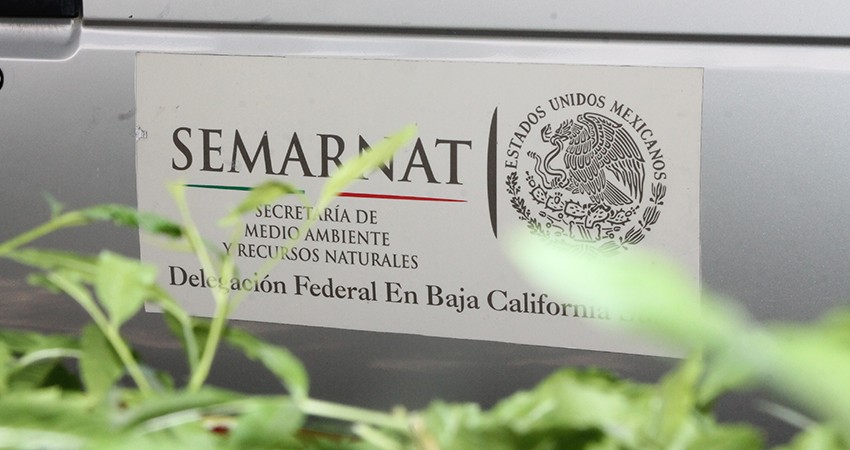 SEMARNAT
SECRETARÍA DE
MEDIO AMBIENTE
Y RECURSOS NATURALES
Delegación Federal En Baja California
ESTADOS UNIDOS MEXICANOS